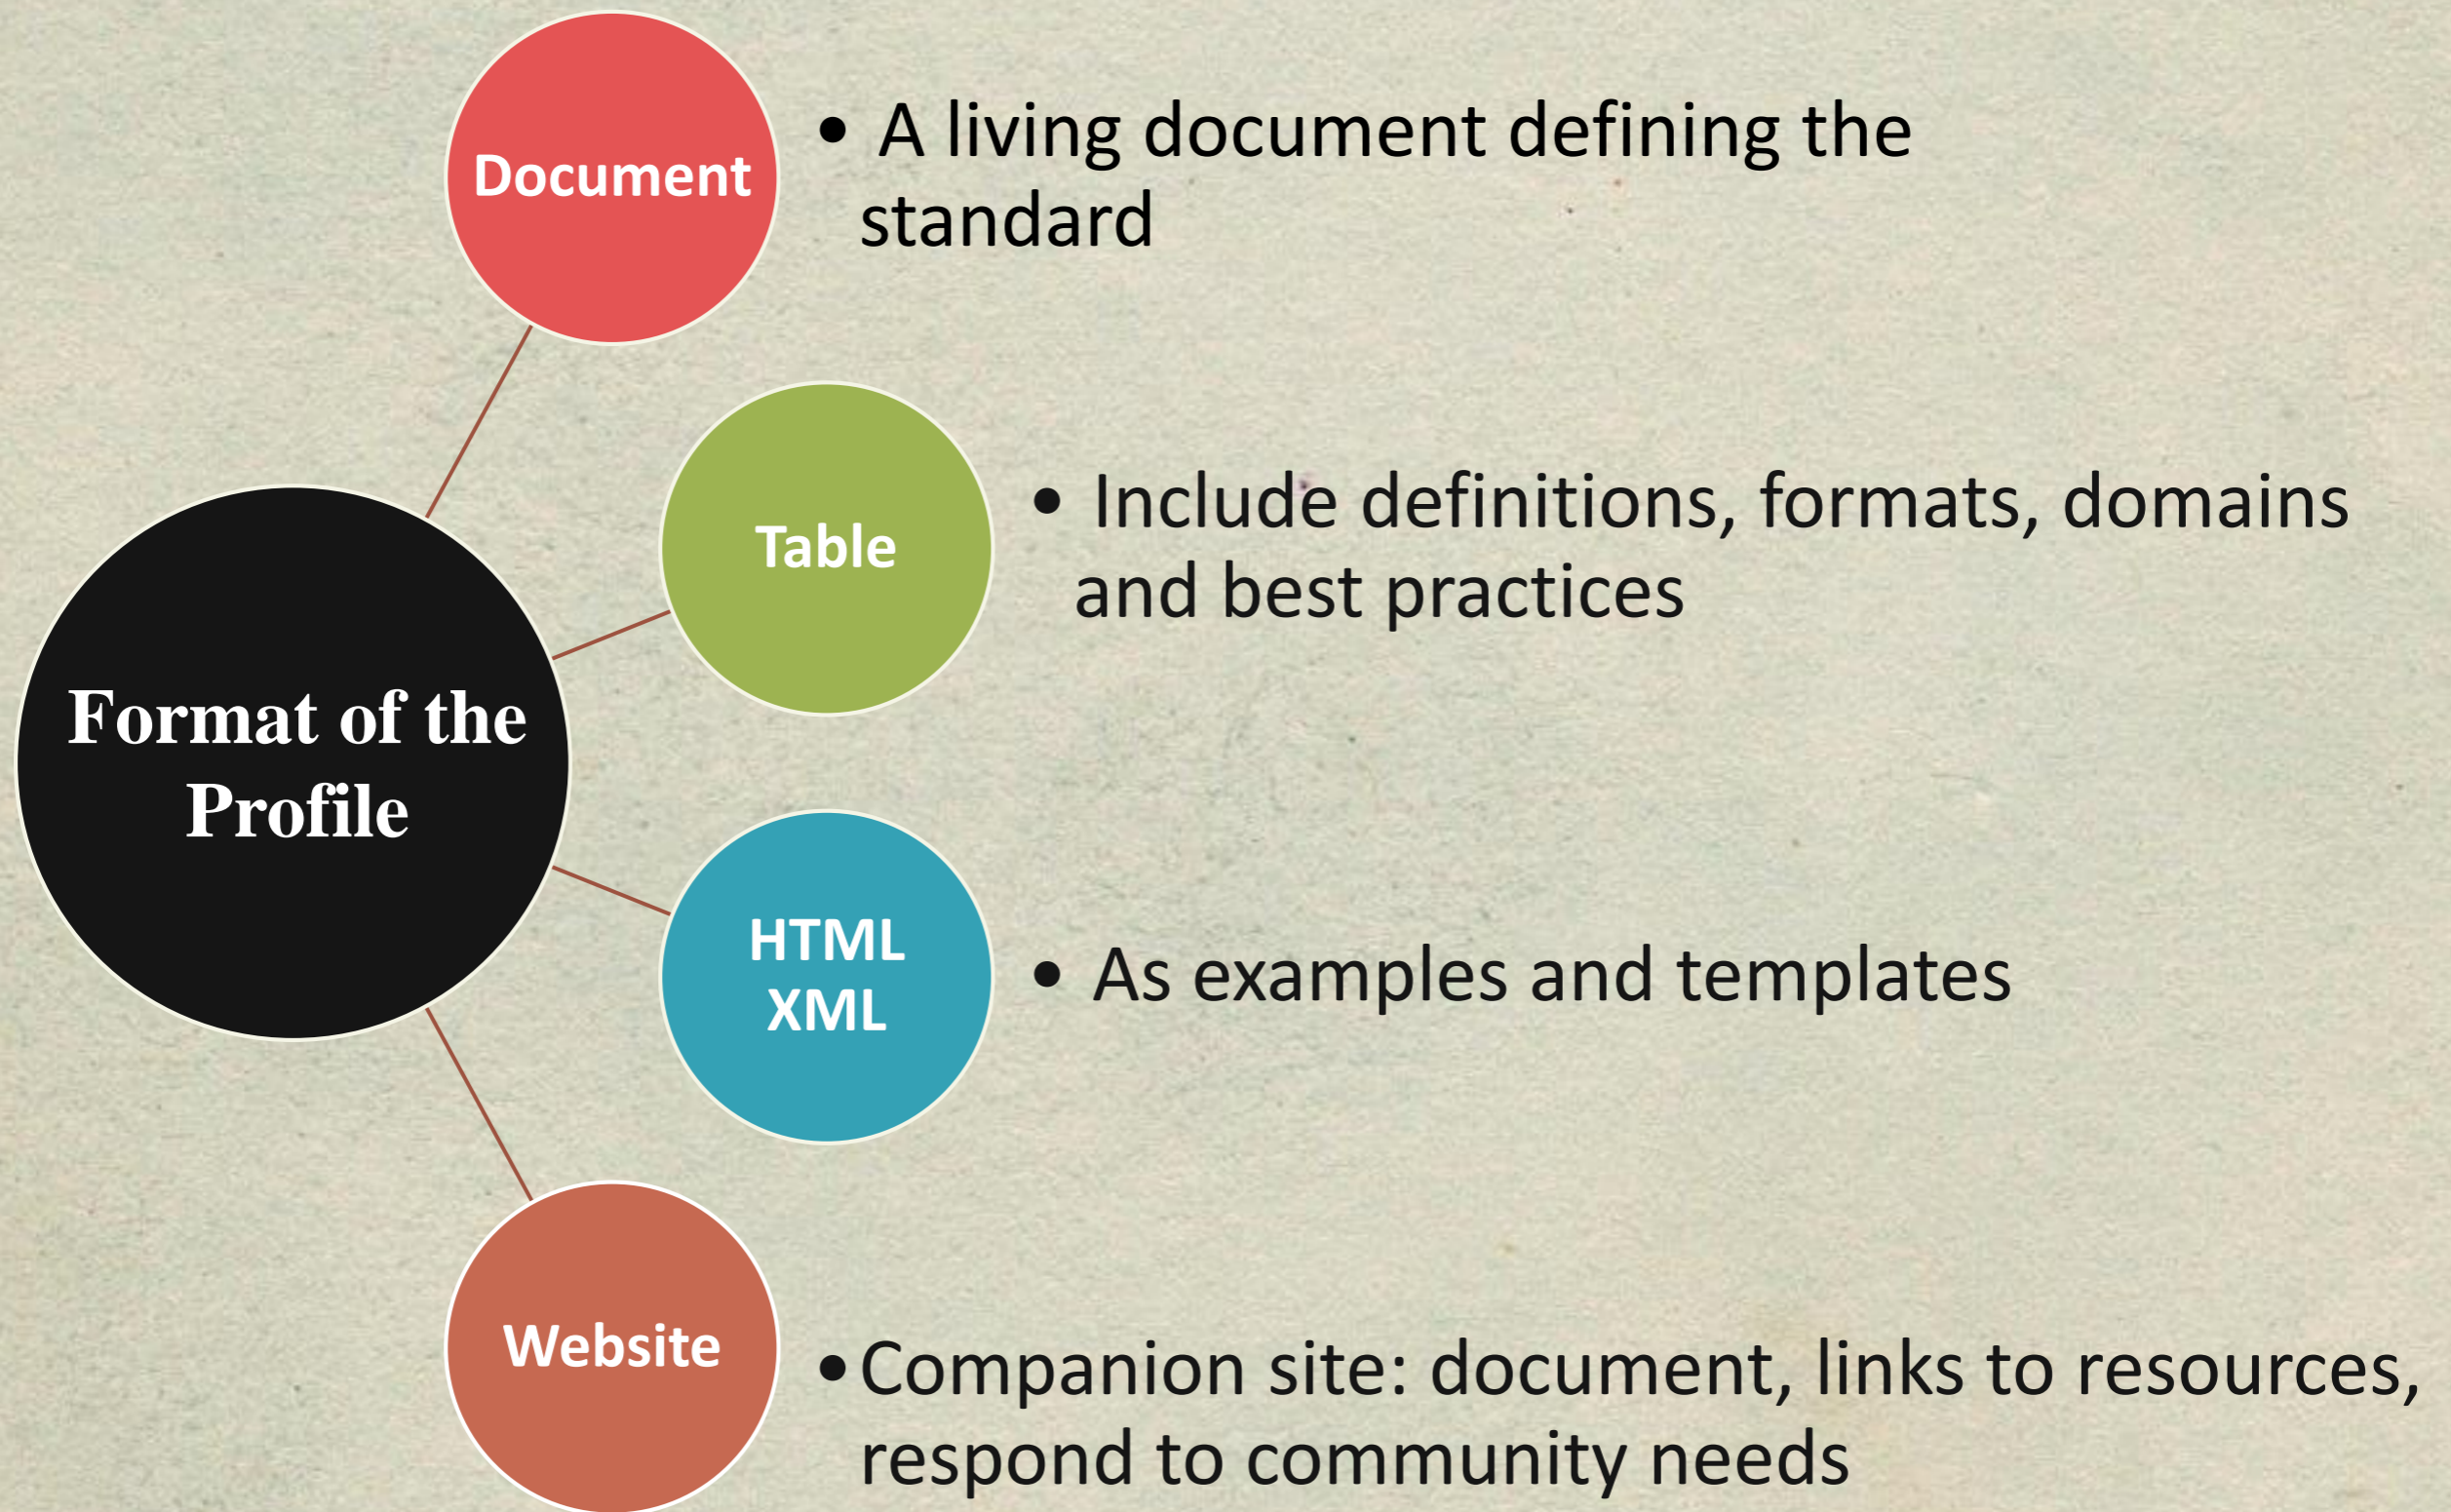 Format of the
Profile
Document
• A living document defining the
standard
Table
• Include definitions, formats, domains
and best practices
HTML
XML
• As examples and templates
Website
• Companion site: document, links to resources,
respond to community needs